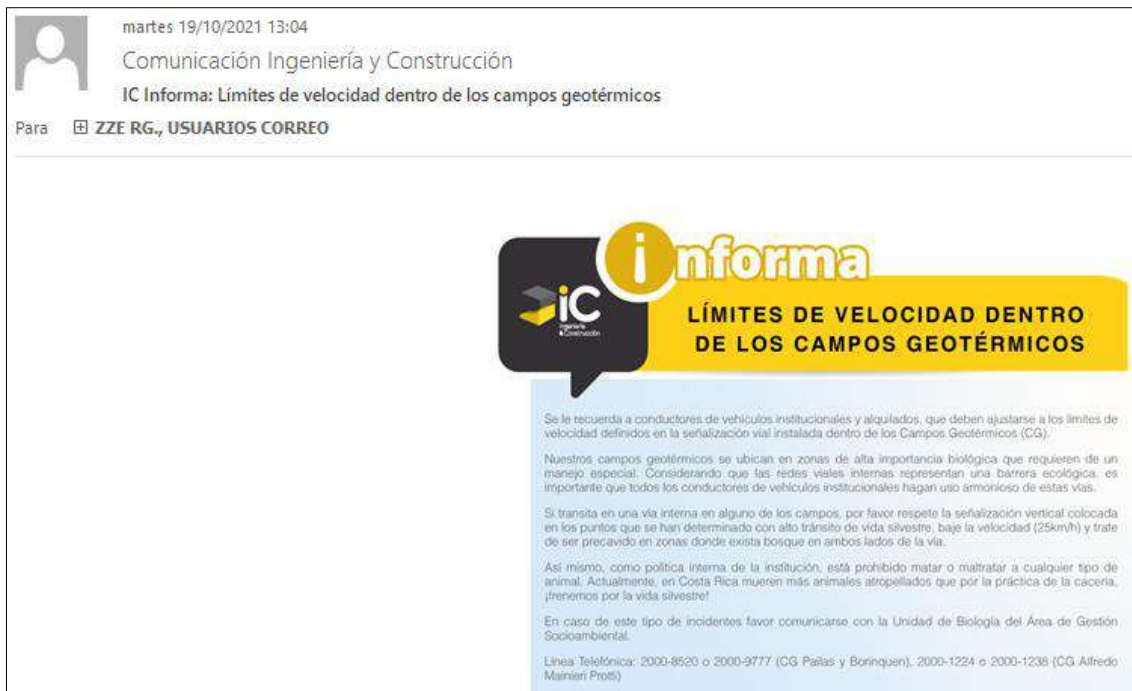 martes 19/10/2021 13:04
Comunicación Ingeniería y Construcción
IC Informa: Límites de velocidad dentro de los campos geotérmicos
Para ZZE RG., USUARIOS CORREO
informa
iC
Ingeniería
& Construcción
LÍMITES DE VELOCIDAD DENTRO
DE LOS CAMPOS GEOTÉRMICOS
Se le recuerda a conductores de vehículos institucionales y alquilados, que deben ajustarse a los límites de
velocidad definidos en la señalización vial instalada dentro de los Campos Geotérmicos (CG).
Nuestros campos geotérmicos se ubican en zonas de alta importancia biológica que requieren de un
manejo especial. Considerando que las redes viales internas representan una barrera ecológica, es
importante que todos los conductores de vehículos institucionales hagan uso armonioso de estas vías.
Si transita en una vía interna en alguno de los campos, por favor respete la señalización vertical colocada
en los puntos que se han determinado con alto tránsito de vida silvestre, baje la velocidad (25km/h) y trate
de ser precavido en zonas donde exista bosque en ambos lados de la vía.
Así mismo, como política interna de la institución, está prohibido matar o maltratar a cualquier tipo de
animal. Actualmente, en Costa Rica mueren más animales atropellados que por la práctica de la cacería,
¡frenemos por la vida silvestre!
En caso de este tipo de incidentes favor comunicarse con la Unidad de Biología del Área de Gestión
Socioambiental.
Línea Telefónica: 2000-8520 o 2000-9777 (CG Pailas y Borinquen), 2000-1224 o 2000-1238 (CG Alfredo
Mainieri Protti)